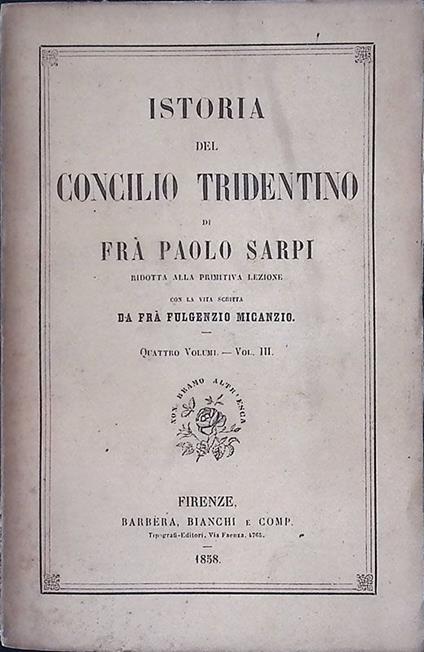 ISTORIA
DEL
CONCILIO TRIDENTINO
DI
FRÀ PAOLO SARPI
RIDOTTA ALLA PRIMITIVA LEZIONE
CON LA VITA SCRITTA
DA FRÀ FULGENZIO MICANZIO.
QUATTRO VOLUMI. — VOL. III.
NON BRAMO ALTR'ESCA
FIRENZE,
BARBÈRA, BIANCHI E COMP.
Tipografi-Editori, Via Faenza, 4765.
1858.